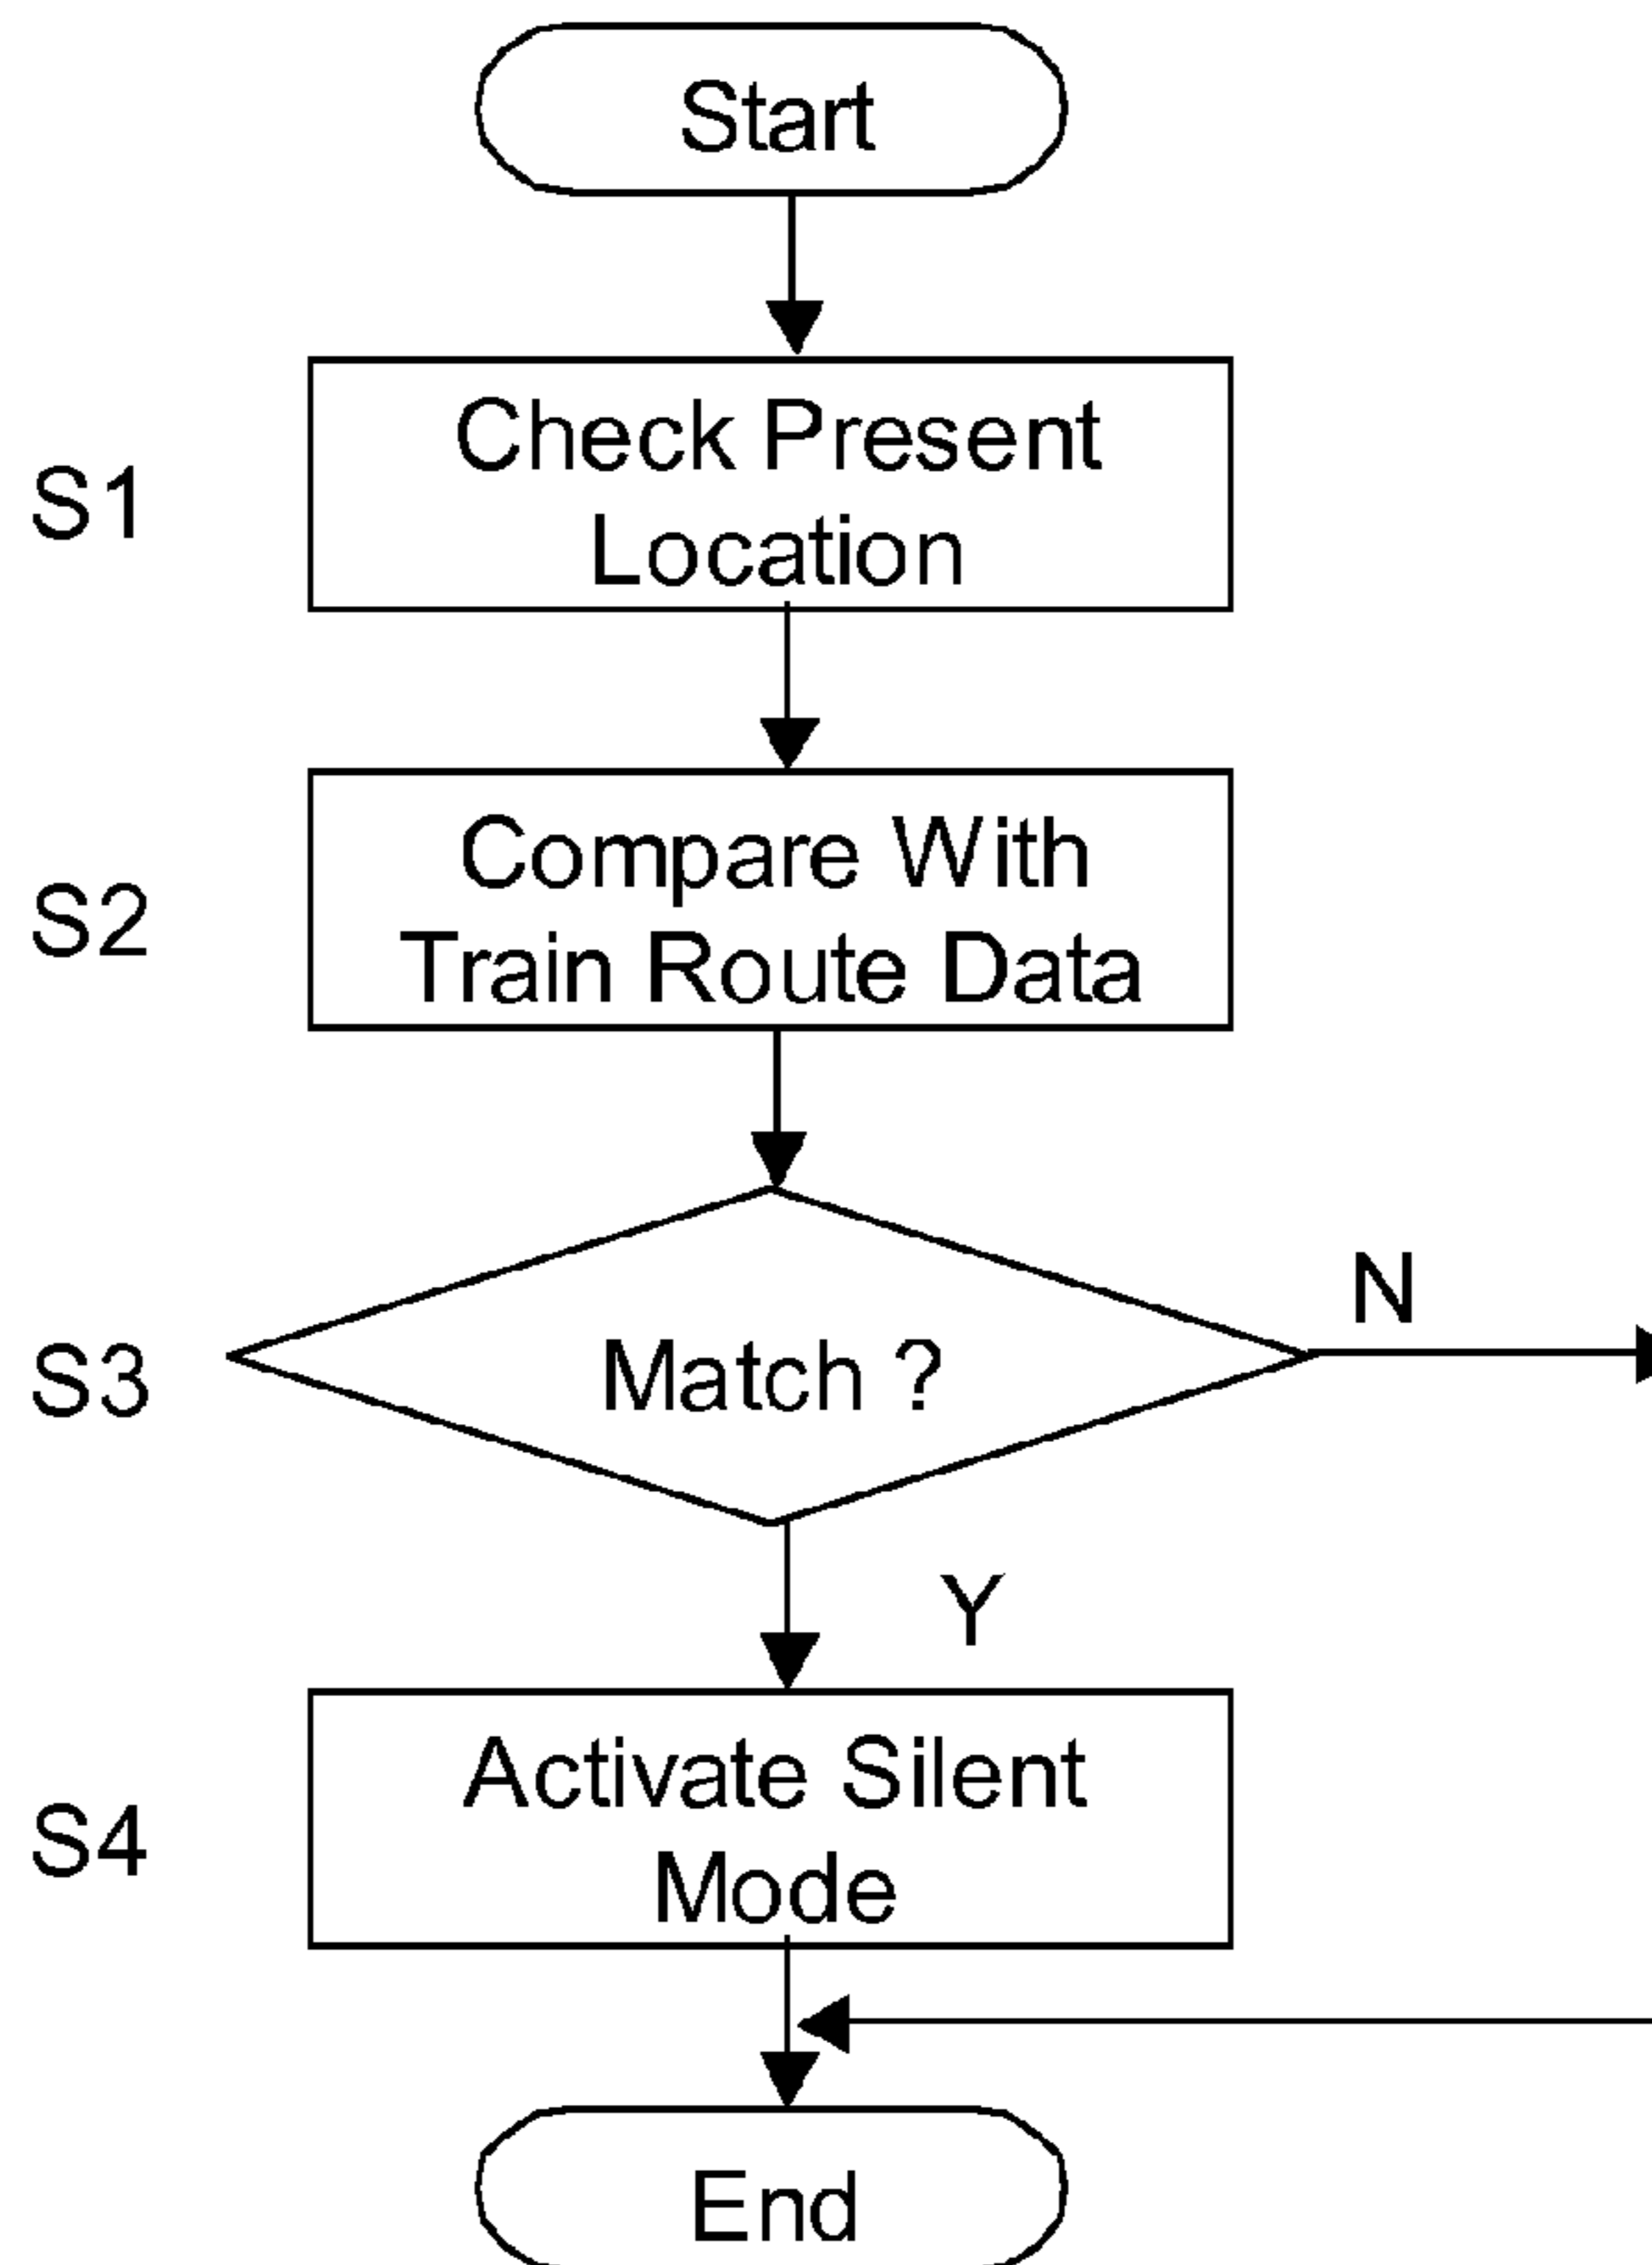 Start
S1
Check Present
Location
S2
Compare With
Train Route Data
S3
Match ?
N
Y
S4
Activate Silent
Mode
End